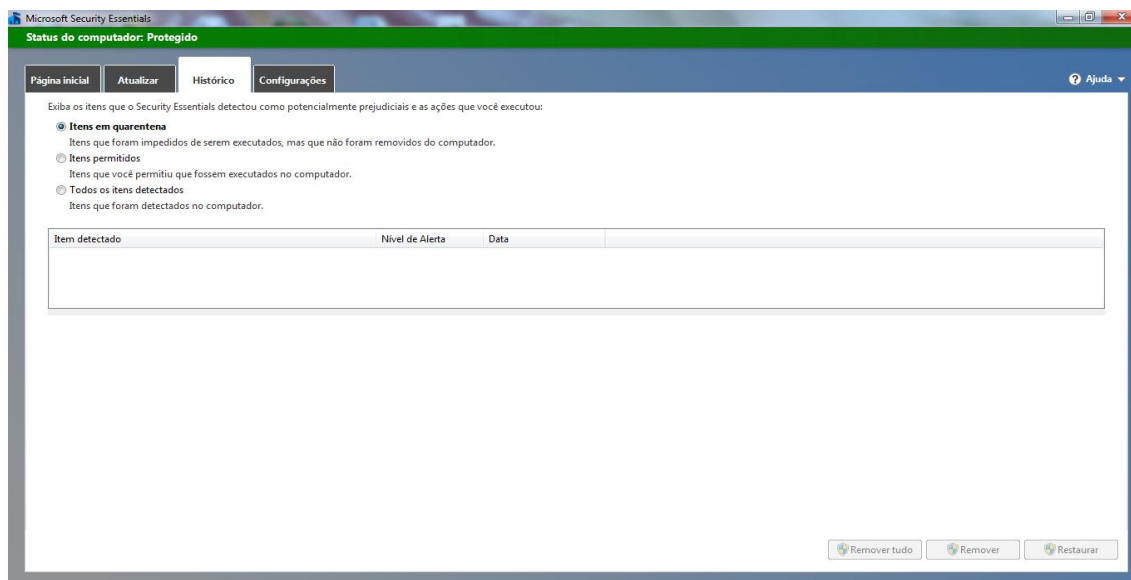 Microsoft Security Essentials
Status do computador: Protegido
Página inicial Atualizar Histórico Configurações Ajuda
Exiba os itens que o Security Essentials detectou como potencialmente prejudiciais e as ações que você executou:
Itens em quarentena
Itens que foram impedidos de serem executados, mas que não foram removidos do computador.
Itens permitidos
Itens que você permitiu que fossem executados no computador.
Todos os itens detectados
Itens que foram detectados no computador.
Item detectado Nível de Alerta Data
Remover tudo Remover Restaurar